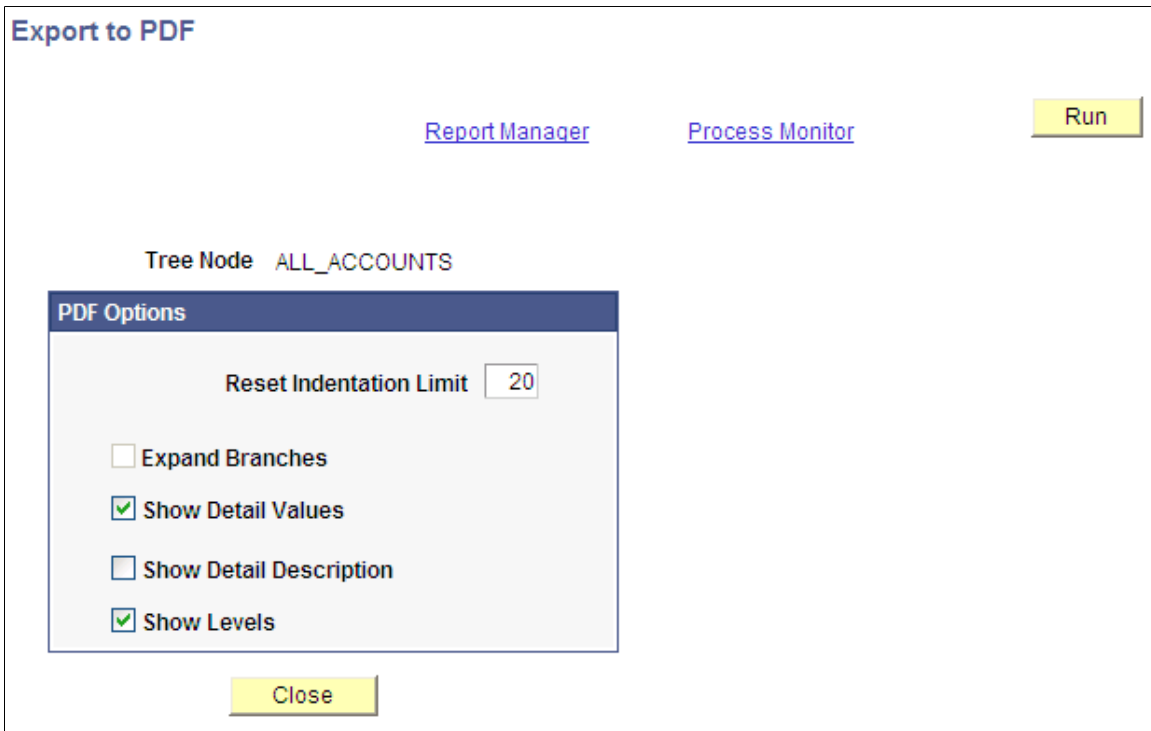 Export to PDF
Report Manager Process Monitor Run
Tree Node ALL_ACCOUNTS
PDF Options
Reset Indentation Limit 20
Expand Branches
Show Detail Values
Show Detail Description
Show Levels
Close